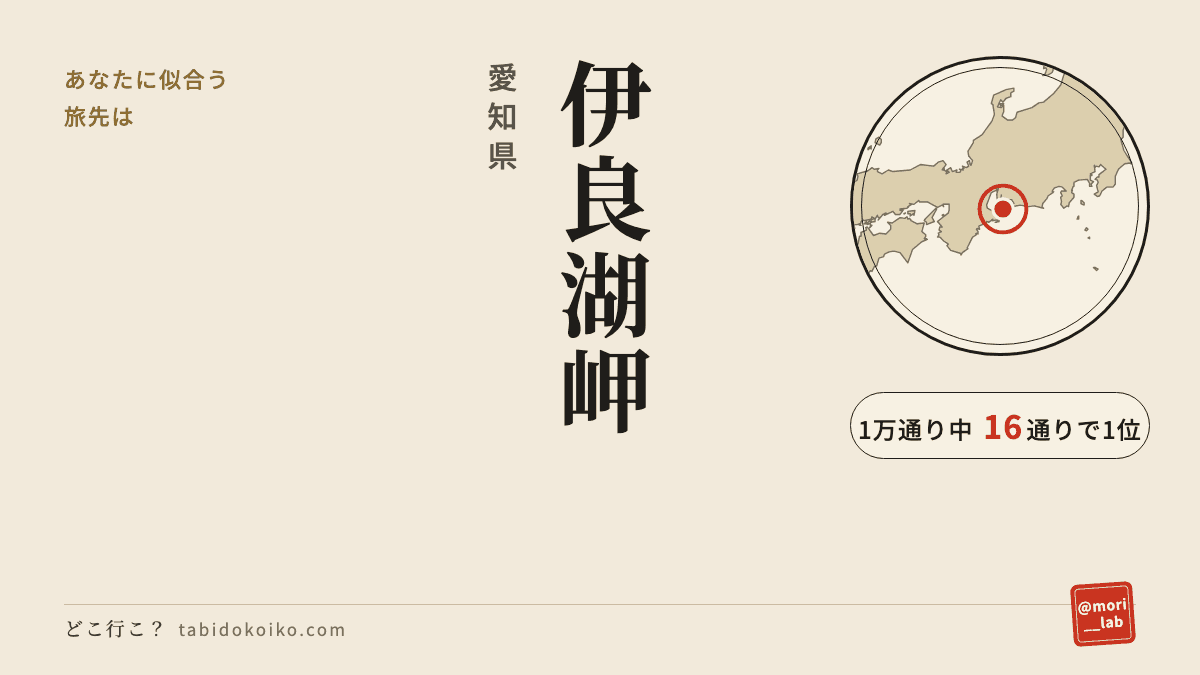 あなたに似合う
旅先は
愛知県
伊良湖岬
1万通り中 16通りで1位
どこ行こ？ tabidokoiko.com
@mori
__lab